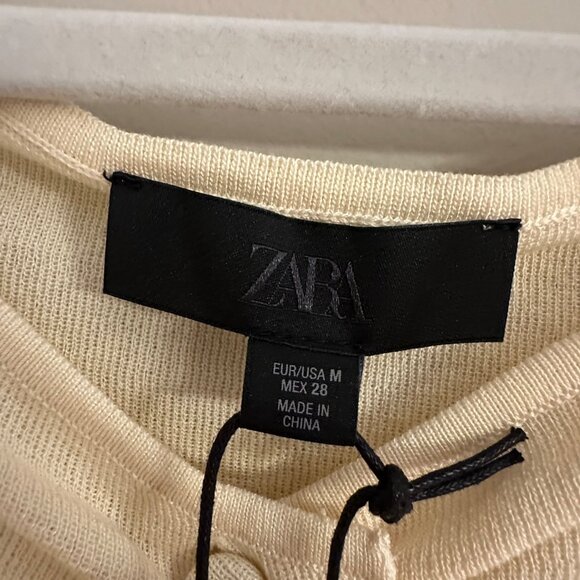 ZARA
EUR/USA M
MEX 28
MADE IN
CHINA